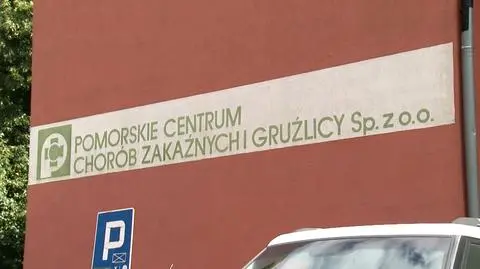 POMORSKIE CENTRUM
CHORÓB ZAKAŹNYCH I GRUŹLICY Sp. z o.o.
P